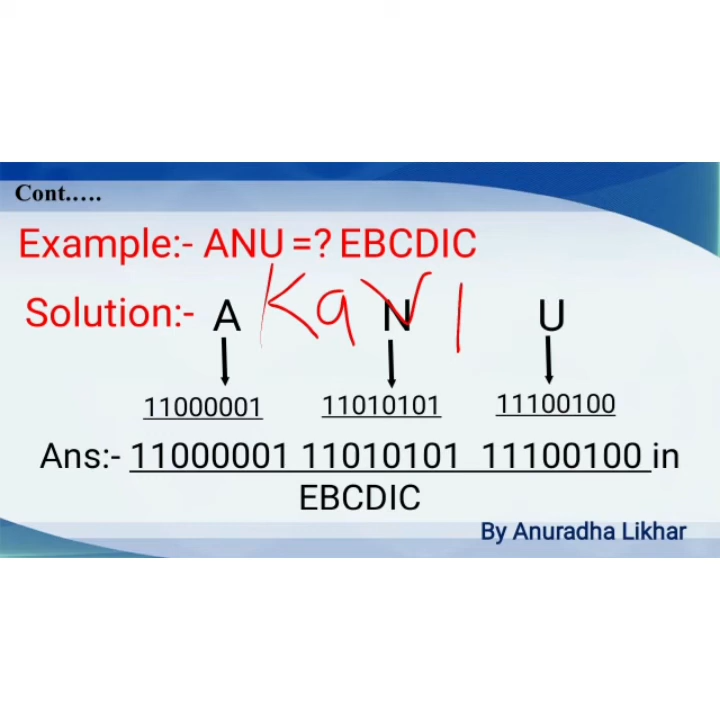 Cont.....
Example:- ANU =? EBCDIC
Kavi
Solution:- A N U
11000001 11010101 11100100
Ans:- 11000001 11010101 11100100 in
EBCDIC
By Anuradha Likhar